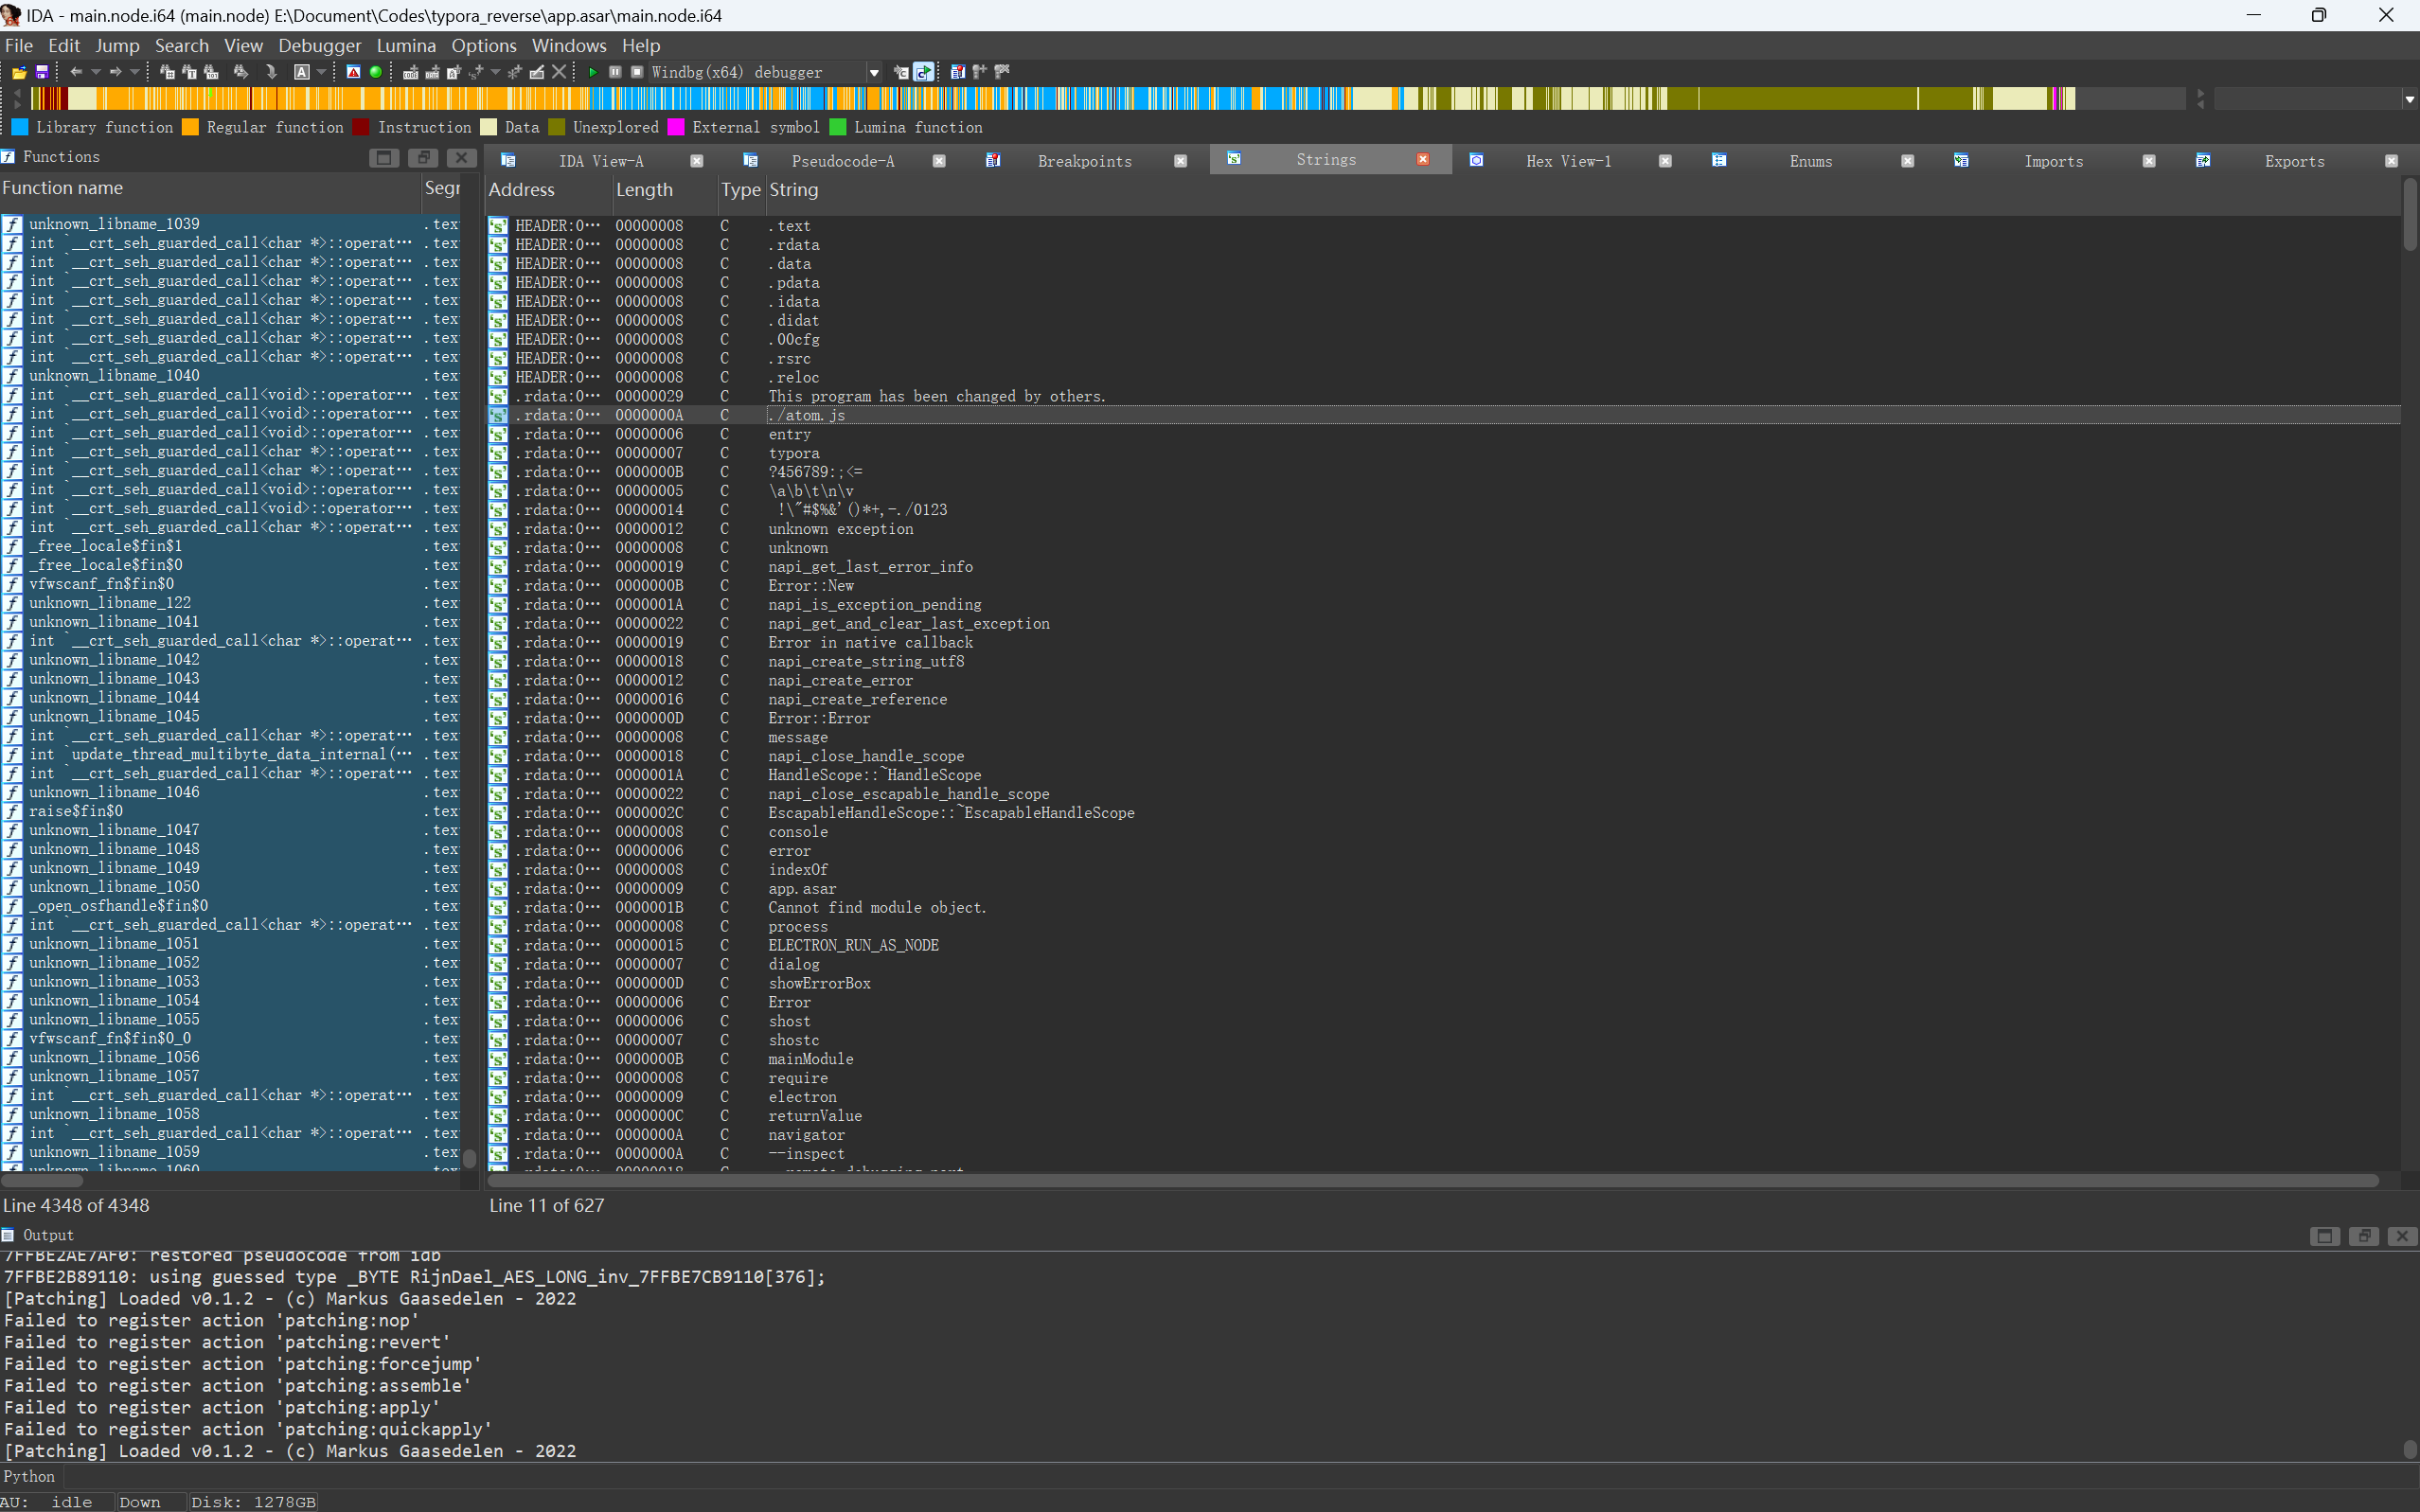 IDA - main.node.i64 (main.node) E:\Document\Codes\typora_reverse\app.asar\main.node.i64
File Edit Jump Search View Debugger Lumina Options Windows Help
Windbg(x64) debugger
Library function Regular function Instruction Data Unexplored External symbol Lumina function
Functions
Function name Segr
unknown_libname_1039 .tex
int `__crt_seh_guarded_call<char *>::operat··· .tex
int `__crt_seh_guarded_call<char *>::operat··· .tex
int `__crt_seh_guarded_call<char *>::operat··· .tex
int `__crt_seh_guarded_call<char *>::operat··· .tex
int `__crt_seh_guarded_call<char *>::operat··· .tex
int `__crt_seh_guarded_call<char *>::operat··· .tex
int `__crt_seh_guarded_call<char *>::operat··· .tex
unknown_libname_1040 .tex
int `__crt_seh_guarded_call<void>::operator··· .tex
int `__crt_seh_guarded_call<void>::operator··· .tex
int `__crt_seh_guarded_call<void>::operator··· .tex
int `__crt_seh_guarded_call<char *>::operat··· .tex
int `__crt_seh_guarded_call<char *>::operat··· .tex
int `__crt_seh_guarded_call<void>::operator··· .tex
int `__crt_seh_guarded_call<void>::operator··· .tex
int `__crt_seh_guarded_call<char *>::operat··· .tex
_free_locale$fin$1 .tex
_free_locale$fin$0 .tex
vfwscanf_fn$fin$0 .tex
unknown_libname_122 .tex
unknown_libname_1041 .tex
int `__crt_seh_guarded_call<char *>::operat··· .tex
unknown_libname_1042 .tex
unknown_libname_1043 .tex
unknown_libname_1044 .tex
unknown_libname_1045 .tex
int `__crt_seh_guarded_call<char *>::operat··· .tex
int `update_thread_multibyte_data_internal(··· .tex
int `__crt_seh_guarded_call<char *>::operat··· .tex
unknown_libname_1046 .tex
raise$fin$0 .tex
unknown_libname_1047 .tex
unknown_libname_1048 .tex
unknown_libname_1049 .tex
unknown_libname_1050 .tex
_open_osfhandle$fin$0 .tex
int `__crt_seh_guarded_call<char *>::operat··· .tex
unknown_libname_1051 .tex
unknown_libname_1052 .tex
unknown_libname_1053 .tex
unknown_libname_1054 .tex
unknown_libname_1055 .tex
vfwscanf_fn$fin$0_0 .tex
unknown_libname_1056 .tex
unknown_libname_1057 .tex
int `__crt_seh_guarded_call<char *>::operat··· .tex
unknown_libname_1058 .tex
int `__crt_seh_guarded_call<char *>::operat··· .tex
unknown_libname_1059 .tex
unknown_libname_1060 .tex
Line 4348 of 4348
IDA View-A Pseudocode-A Breakpoints Strings Hex View-1 Enums Imports Exports
Address Length Type String
HEADER:0··· 00000008 C .text
HEADER:0··· 00000008 C .rdata
HEADER:0··· 00000008 C .data
HEADER:0··· 00000008 C .pdata
HEADER:0··· 00000008 C .idata
HEADER:0··· 00000008 C .didat
HEADER:0··· 00000008 C .00cfg
HEADER:0··· 00000008 C .rsrc
HEADER:0··· 00000008 C .reloc
.rdata:0··· 00000029 C This program has been changed by others.
.rdata:0··· 0000000A C ./atom.js
.rdata:0··· 00000006 C entry
.rdata:0··· 00000007 C typora
.rdata:0··· 0000000B C ?456789:;<=
.rdata:0··· 00000005 C \a\b\t\n\v
.rdata:0··· 00000014 C !\"#$%&'()*+,-./0123
.rdata:0··· 00000012 C unknown exception
.rdata:0··· 00000008 C unknown
.rdata:0··· 00000019 C napi_get_last_error_info
.rdata:0··· 0000000B C Error::New
.rdata:0··· 0000001A C napi_is_exception_pending
.rdata:0··· 00000022 C napi_get_and_clear_last_exception
.rdata:0··· 00000019 C Error in native callback
.rdata:0··· 00000018 C napi_create_string_utf8
.rdata:0··· 00000012 C napi_create_error
.rdata:0··· 00000016 C napi_create_reference
.rdata:0··· 0000000D C Error::Error
.rdata:0··· 00000008 C message
.rdata:0··· 00000018 C napi_close_handle_scope
.rdata:0··· 0000001A C HandleScope::~HandleScope
.rdata:0··· 00000022 C napi_close_escapable_handle_scope
.rdata:0··· 0000002C C EscapableHandleScope::~EscapableHandleScope
.rdata:0··· 00000008 C console
.rdata:0··· 00000006 C error
.rdata:0··· 00000008 C indexOf
.rdata:0··· 00000009 C app.asar
.rdata:0··· 0000001B C Cannot find module object.
.rdata:0··· 00000008 C process
.rdata:0··· 00000015 C ELECTRON_RUN_AS_NODE
.rdata:0··· 00000007 C dialog
.rdata:0··· 0000000D C showErrorBox
.rdata:0··· 00000006 C Error
.rdata:0··· 00000006 C shost
.rdata:0··· 00000007 C shostc
.rdata:0··· 0000000B C mainModule
.rdata:0··· 00000008 C require
.rdata:0··· 00000009 C electron
.rdata:0··· 0000000C C returnValue
.rdata:0··· 0000000A C navigator
.rdata:0··· 0000000A C --inspect
Line 11 of 627
Output
7FFBE2AE7AF0: restored pseudocode from idb
7FFBE2B89110: using guessed type _BYTE RijnDael_AES_LONG_inv_7FFBE7CB9110[376];
[Patching] Loaded v0.1.2 - (c) Markus Gaasedelen - 2022
Failed to register action 'patching:nop'
Failed to register action 'patching:revert'
Failed to register action 'patching:forcejump'
Failed to register action 'patching:assemble'
Failed to register action 'patching:apply'
Failed to register action 'patching:quickapply'
[Patching] Loaded v0.1.2 - (c) Markus Gaasedelen - 2022
Python
AU: idle Down Disk: 1278GB